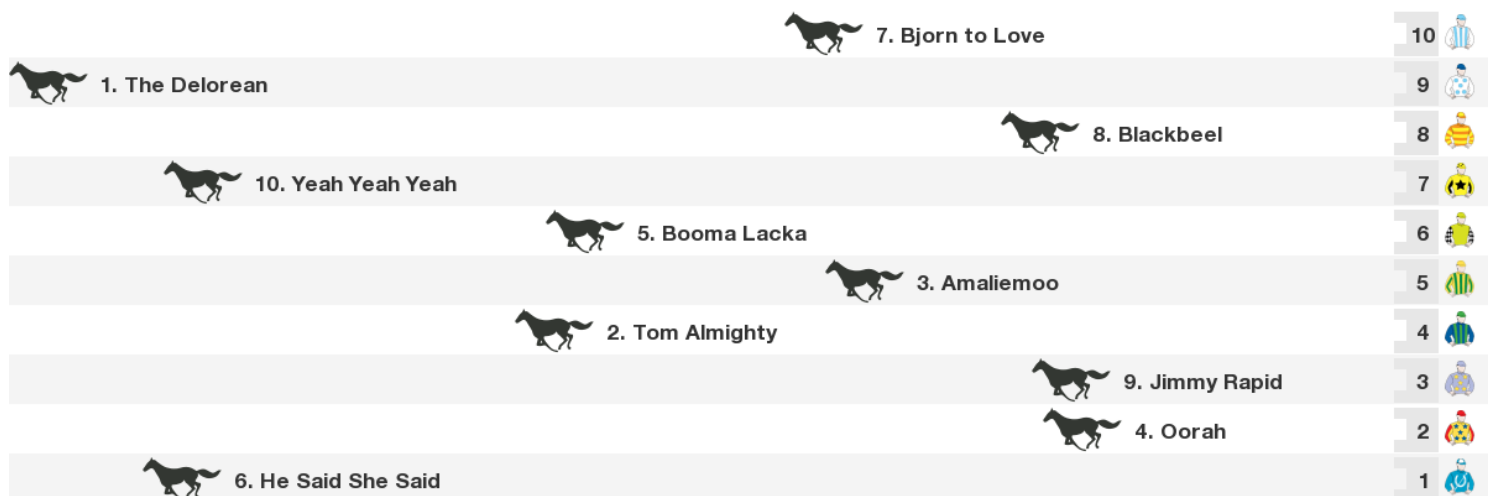 7. Bjorn to Love 10
1. The Delorean 9
8. Blackbeel 8
10. Yeah Yeah Yeah 7
5. Booma Lacka 6
3. Amaliemoo 5
2. Tom Almighty 4
9. Jimmy Rapid 3
4. Oorah 2
6. He Said She Said 1